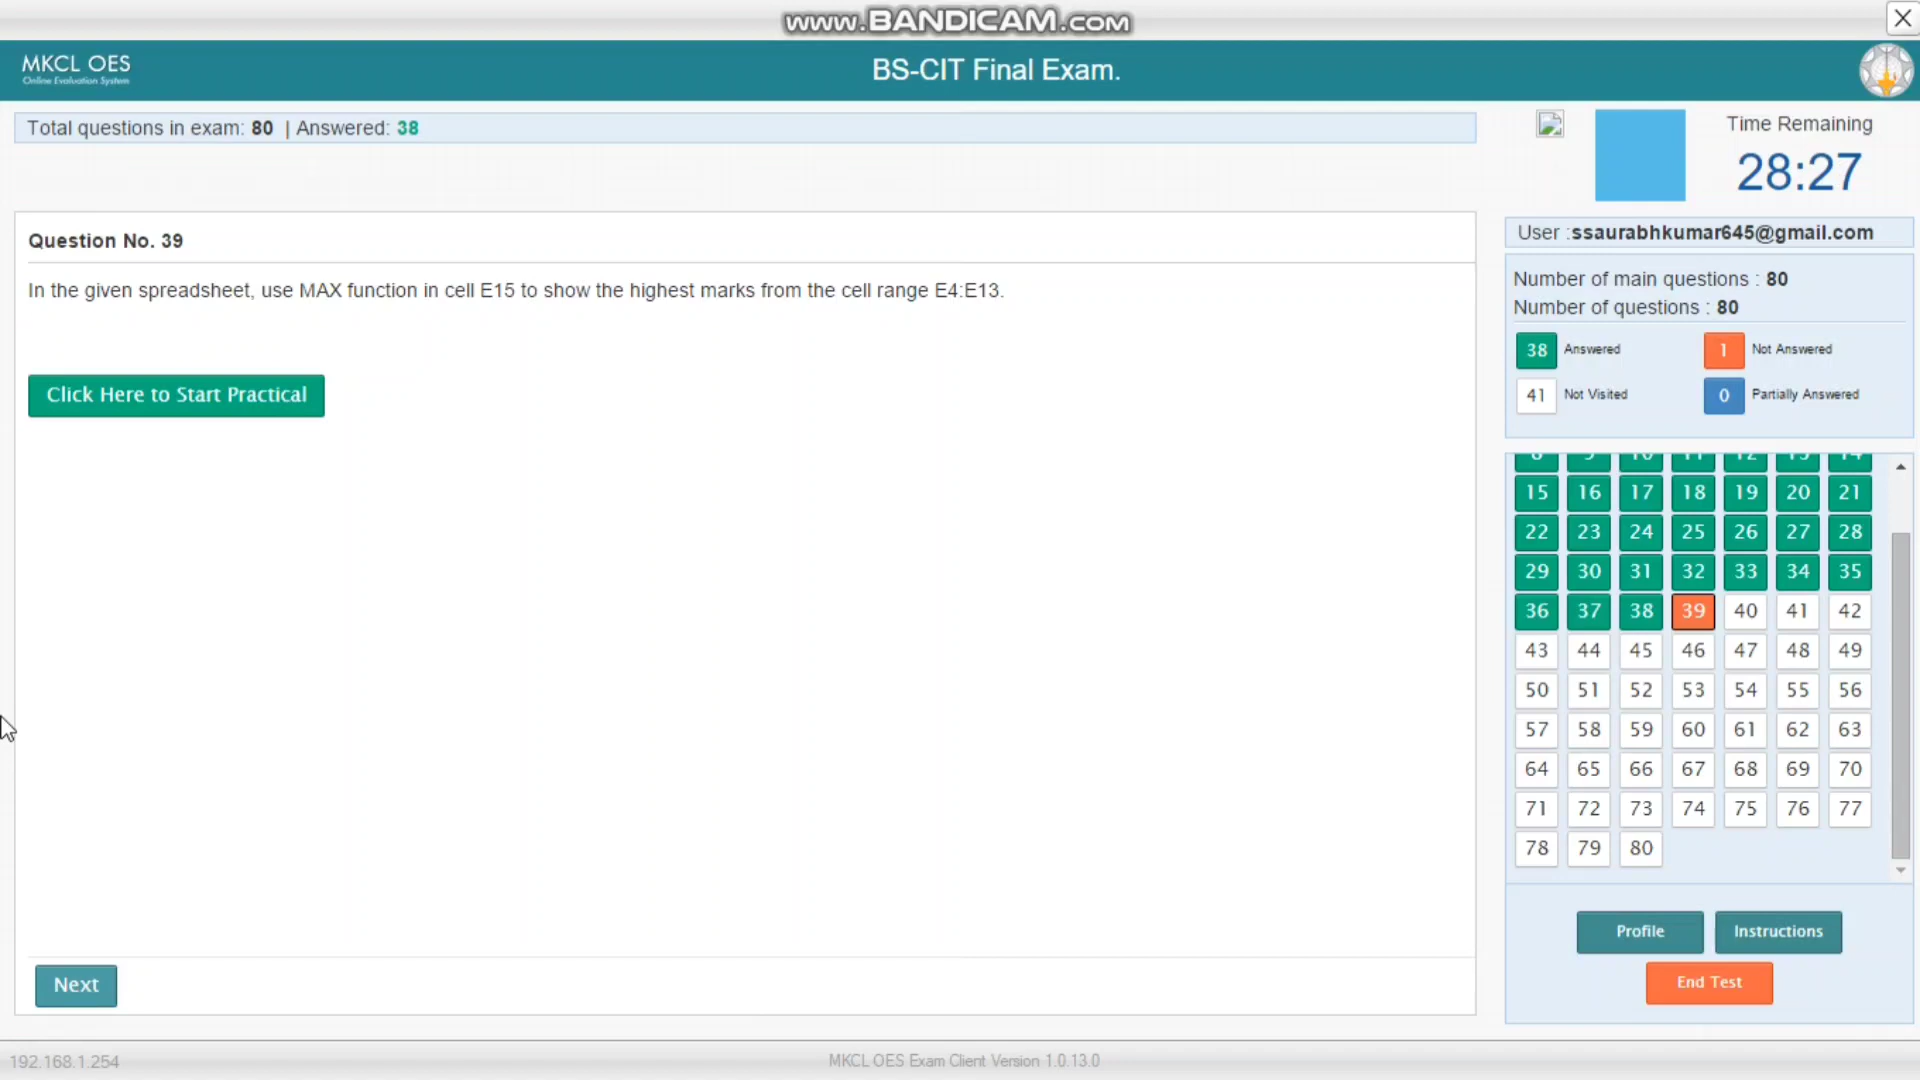 www.BANDICAM.com
MKCL OES
Online Evaluation System
BS-CIT Final Exam.
Total questions in exam: 80 | Answered: 38
Time Remaining
28:27
Question No. 39
In the given spreadsheet, use MAX function in cell E15 to show the highest marks from the cell range E4:E13.
Click Here to Start Practical
Next
User :ssaurabhkumar645@gmail.com
Number of main questions : 80
Number of questions : 80
38 Answered 1 Not Answered
41 Not Visited 0 Partially Answered
8 9 10 11 12 13 14
15 16 17 18 19 20 21
22 23 24 25 26 27 28
29 30 31 32 33 34 35
36 37 38 39 40 41 42
43 44 45 46 47 48 49
50 51 52 53 54 55 56
57 58 59 60 61 62 63
64 65 66 67 68 69 70
71 72 73 74 75 76 77
78 79 80
Profile Instructions
End Test
192.168.1.254
MKCL OES Exam Client Version 1.0.13.0